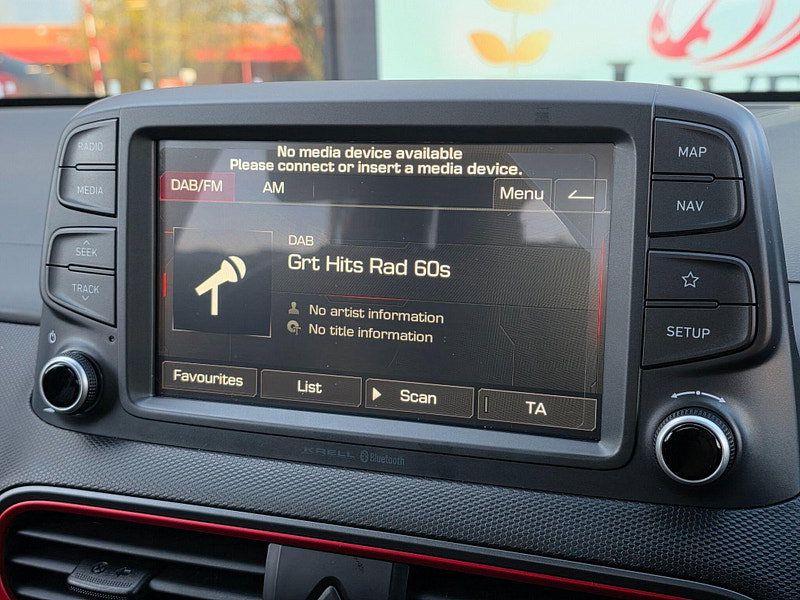 No media device available
Please connect or insert a media device.
RADIO
MEDIA
SEEK
TRACK
DAB/FM AM Menu
DAB
Grt Hits Rad 60s
No artist information
No title information
Favourites List Scan TA
MAP
NAV
SETUP
KRELL Bluetooth